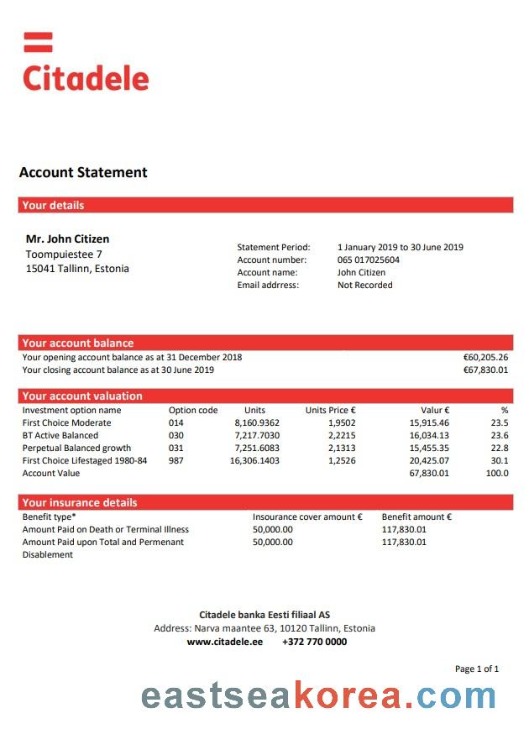 Citadele
Account Statement
Your details
Mr. John Citizen
Toompuiestee 7
15041 Tallinn, Estonia
Statement Period: 1 January 2019 to 30 June 2019
Account number: 065 017025604
Account name: John Citizen
Email addrress: Not Recorded
Your account balance
Your opening account balance as at 31 December 2018 €60,205.26
Your closing account balance as at 30 June 2019 €67,830.01
Your account valuation
Investment option name Option code Units Units Price € Valur € %
First Choice Moderate 014 8,160.9362 1,9502 15,915.46 23.5
BT Active Balanced 030 7,217.7030 2,2215 16,034.13 23.6
Perpetual Balanced growth 031 7,251.6083 2,1313 15,455.35 22.8
First Choice Lifestaged 1980-84 987 16,306.1403 1,2526 20,425.07 30.1
Account Value 67,830.01 100.0
Your insurance details
Benefit type* Insourance cover amount € Benefit amount €
Amount Paid on Death or Terminal Illness 50,000.00 117,830.01
Amount Paid upon Total and Permenant 50,000.00 117,830.01
Disablement
Citadele banka Eesti filiaal AS
Address: Narva maantee 63, 10120 Tallinn, Estonia
www.citadele.ee +372 770 0000
Page 1 of 1
eastseakorea.com